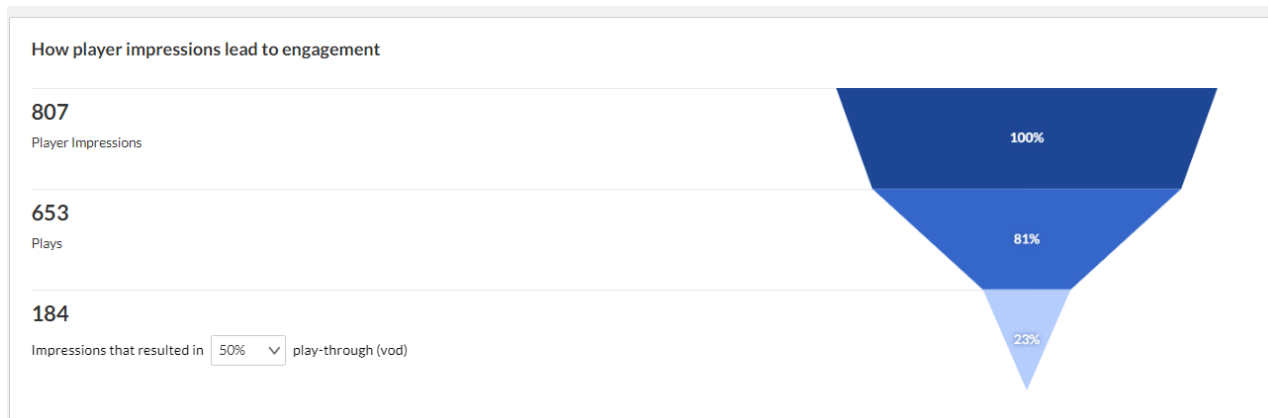 How player impressions lead to engagement
807
Player Impressions
100%
653
Plays
81%
184
Impressions that resulted in 50% play-through (vod)
23%